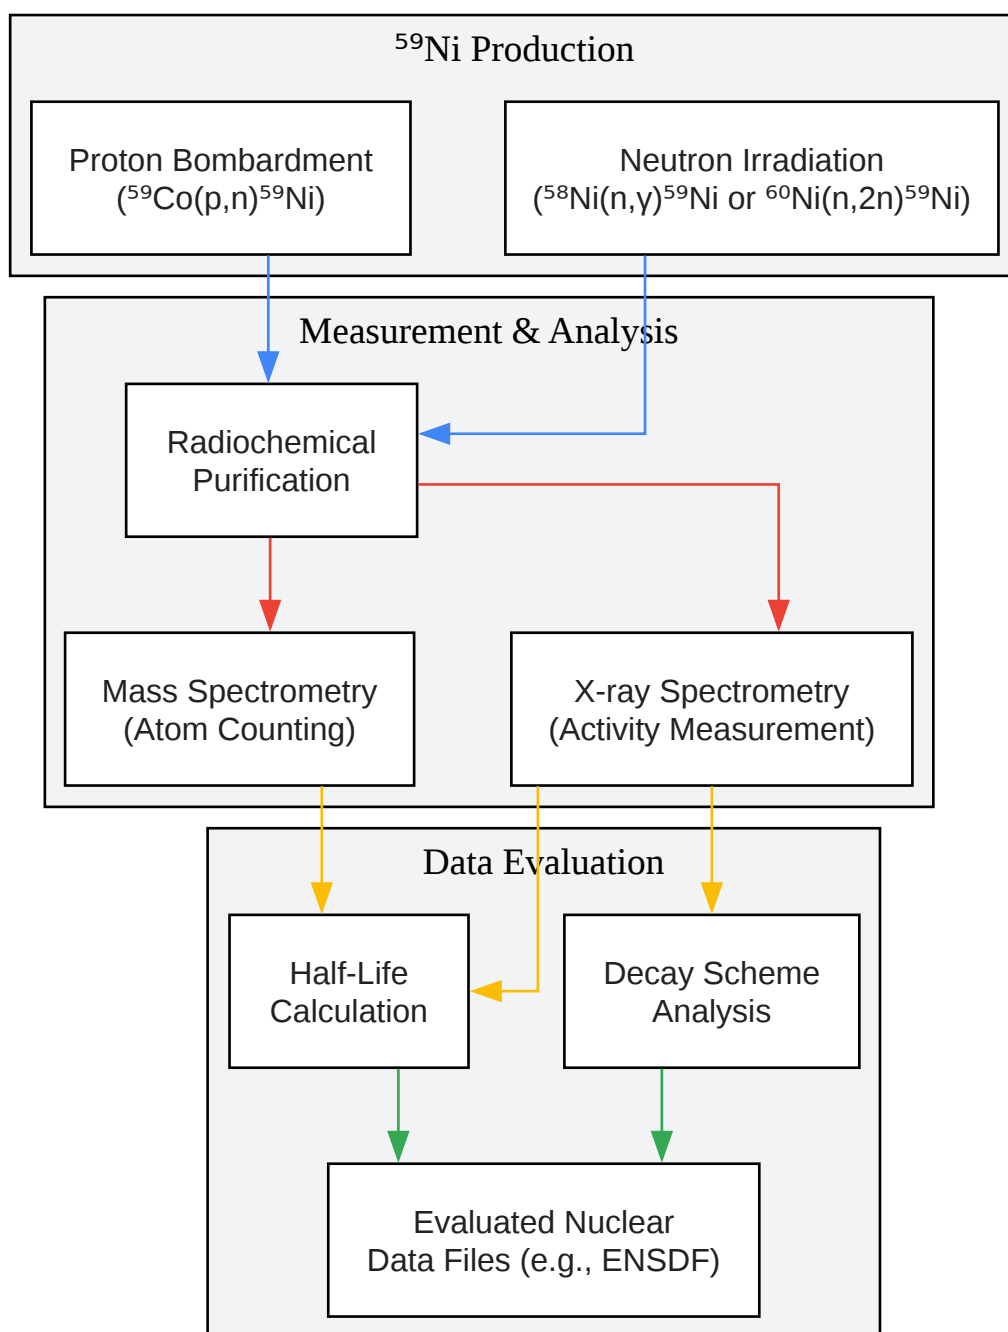 ⁵⁹Ni Production
Proton Bombardment
(⁵⁹Co(p,n)⁵⁹Ni)
Neutron Irradiation
(⁵⁸Ni(n,γ)⁵⁹Ni or ⁶⁰Ni(n,2n)⁵⁹Ni)
Measurement & Analysis
Radiochemical
Purification
Mass Spectrometry
(Atom Counting)
X-ray Spectrometry
(Activity Measurement)
Data Evaluation
Half-Life
Calculation
Decay Scheme
Analysis
Evaluated Nuclear
Data Files (e.g., ENSDF)